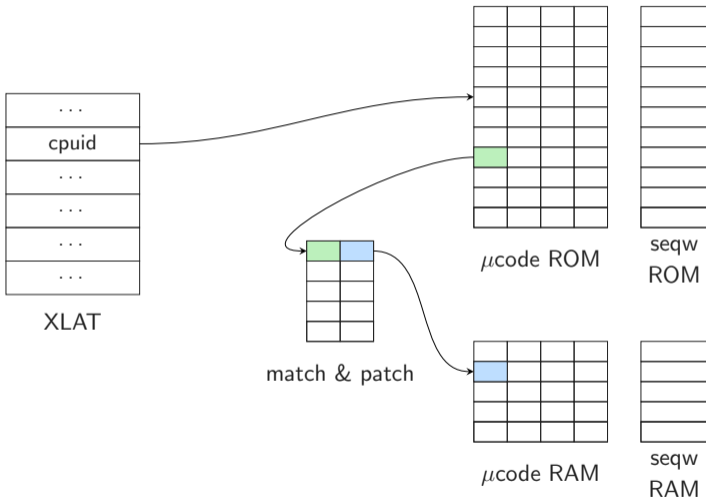 ...
cpuid
...
...
...
...
XLAT
match & patch
μcode ROM
seqw
ROM
μcode RAM
seqw
RAM